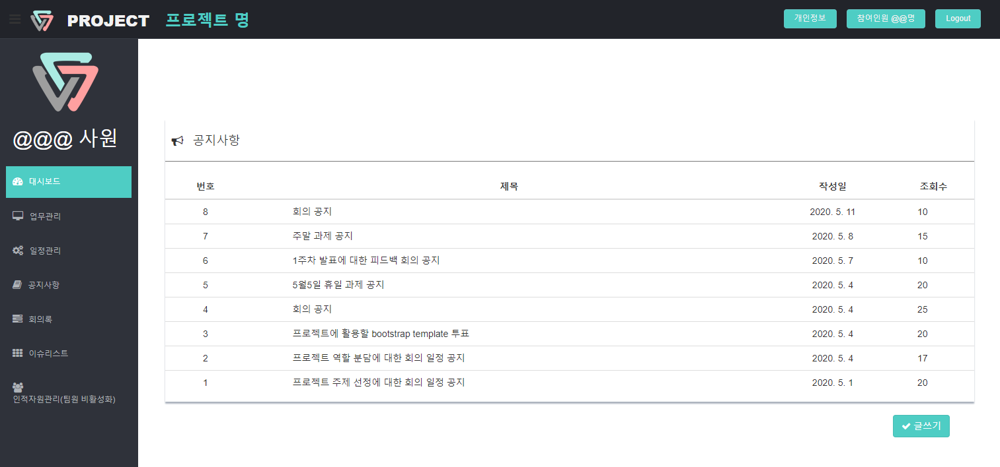 PROJECT 프로젝트 명
개인정보 참여인원 @@명 Logout
@@@ 사원
대시보드
업무관리
일정관리
공지사항
회의록
이슈리스트
인적자원관리(팀원 비활성화)
공지사항
번호 제목 작성일 조회수
8 회의 공지 2020. 5. 11 10
7 주말 과제 공지 2020. 5. 8 15
6 1주차 발표에 대한 피드백 회의 공지 2020. 5. 7 10
5 5월5일 휴일 과제 공지 2020. 5. 4 20
4 회의 공지 2020. 5. 4 25
3 프로젝트에 활용할 bootstrap template 투표 2020. 5. 4 20
2 프로젝트 역할 분담에 대한 회의 일정 공지 2020. 5. 4 17
1 프로젝트 주제 선정에 대한 회의 일정 공지 2020. 5. 1 20
글쓰기